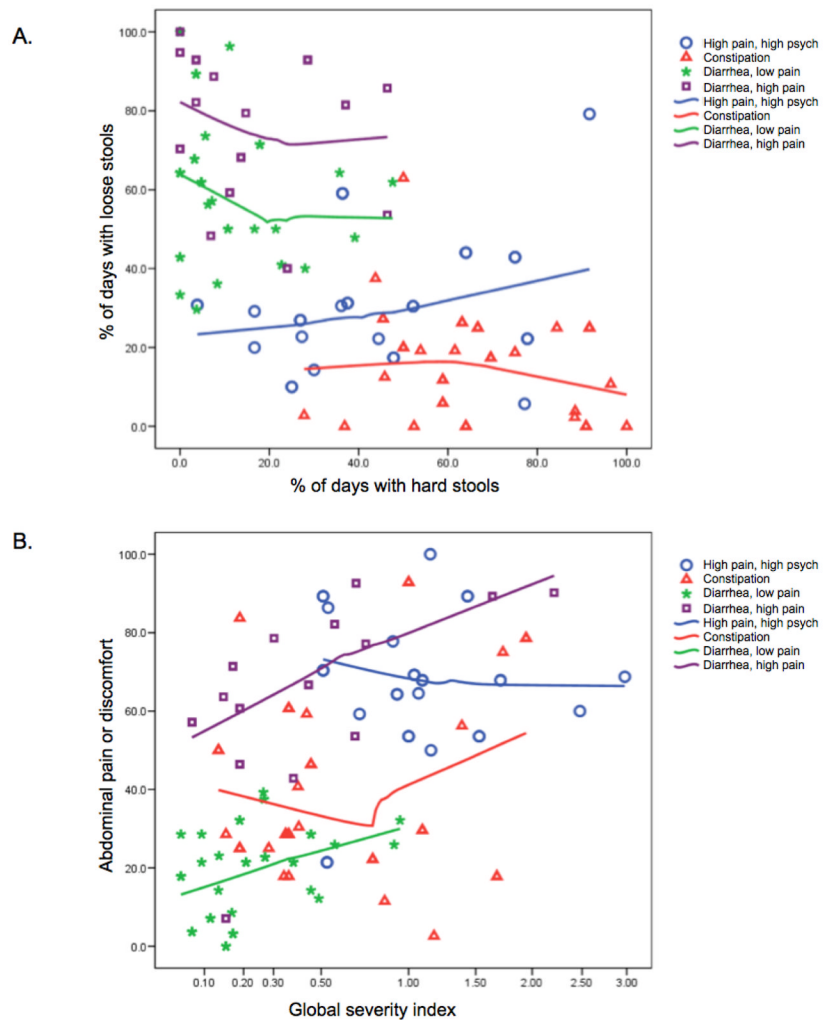 A.
100.0
80.0
60.0
40.0
20.0
0.0
% of days with loose stools
0.0 20.0 40.0 60.0 80.0 100.0
% of days with hard stools
High pain, high psych
Constipation
Diarrhea, low pain
Diarrhea, high pain
High pain, high psych
Constipation
Diarrhea, low pain
Diarrhea, high pain
B.
100.0
80.0
60.0
40.0
20.0
0.0
Abdominal pain or discomfort
0.10 0.20 0.30 0.50 1.00 1.50 2.00 2.50 3.00
Global severity index
High pain, high psych
Constipation
Diarrhea, low pain
Diarrhea, high pain
High pain, high psych
Constipation
Diarrhea, low pain
Diarrhea, high pain